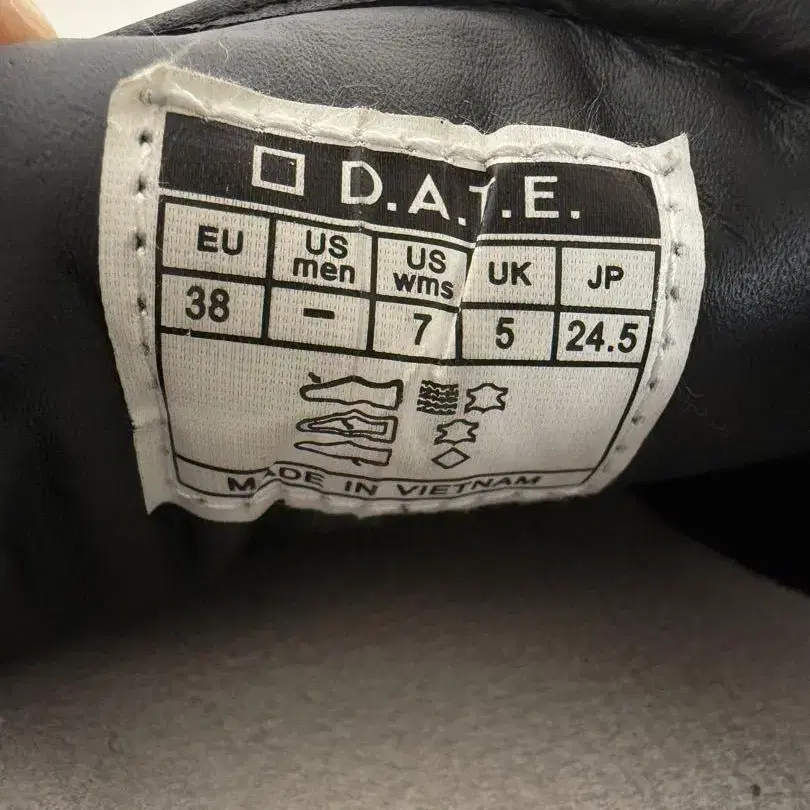 D.A.T.E.
EU US men US wms UK JP
38 – 7 5 24.5
MADE IN VIETNAM